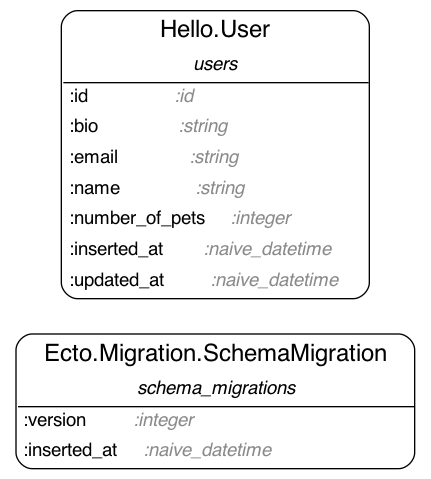 Hello.User
users
:id :id
:bio :string
:email :string
:name :string
:number_of_pets :integer
:inserted_at :naive_datetime
:updated_at :naive_datetime
Ecto.Migration.SchemaMigration
schema_migrations
:version :integer
:inserted_at :naive_datetime